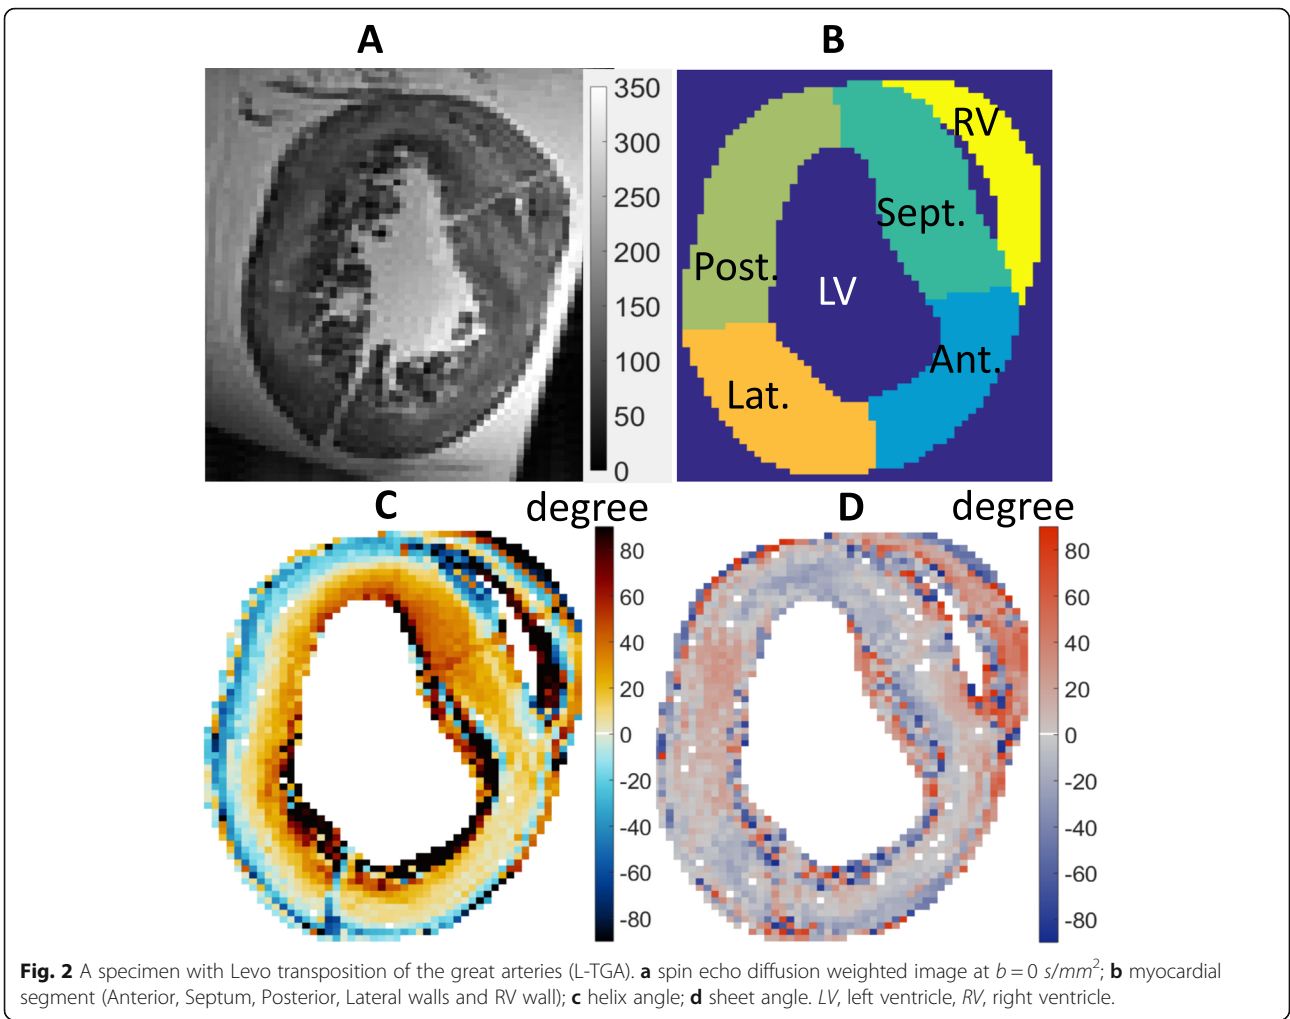 A
B
350
300
250
200
150
100
50
0
RV
Sept.
Post.
LV
Ant.
Lat.
C
degree
D
degree
80
60
40
20
0
-20
-40
-60
-80
80
60
40
20
0
-20
-40
-60
-80
Fig. 2 A specimen with Levo transposition of the great arteries (L-TGA). a spin echo diffusion weighted image at b = 0 s/mm²; b myocardial
segment (Anterior, Septum, Posterior, Lateral walls and RV wall); c helix angle; d sheet angle. LV, left ventricle, RV, right ventricle.